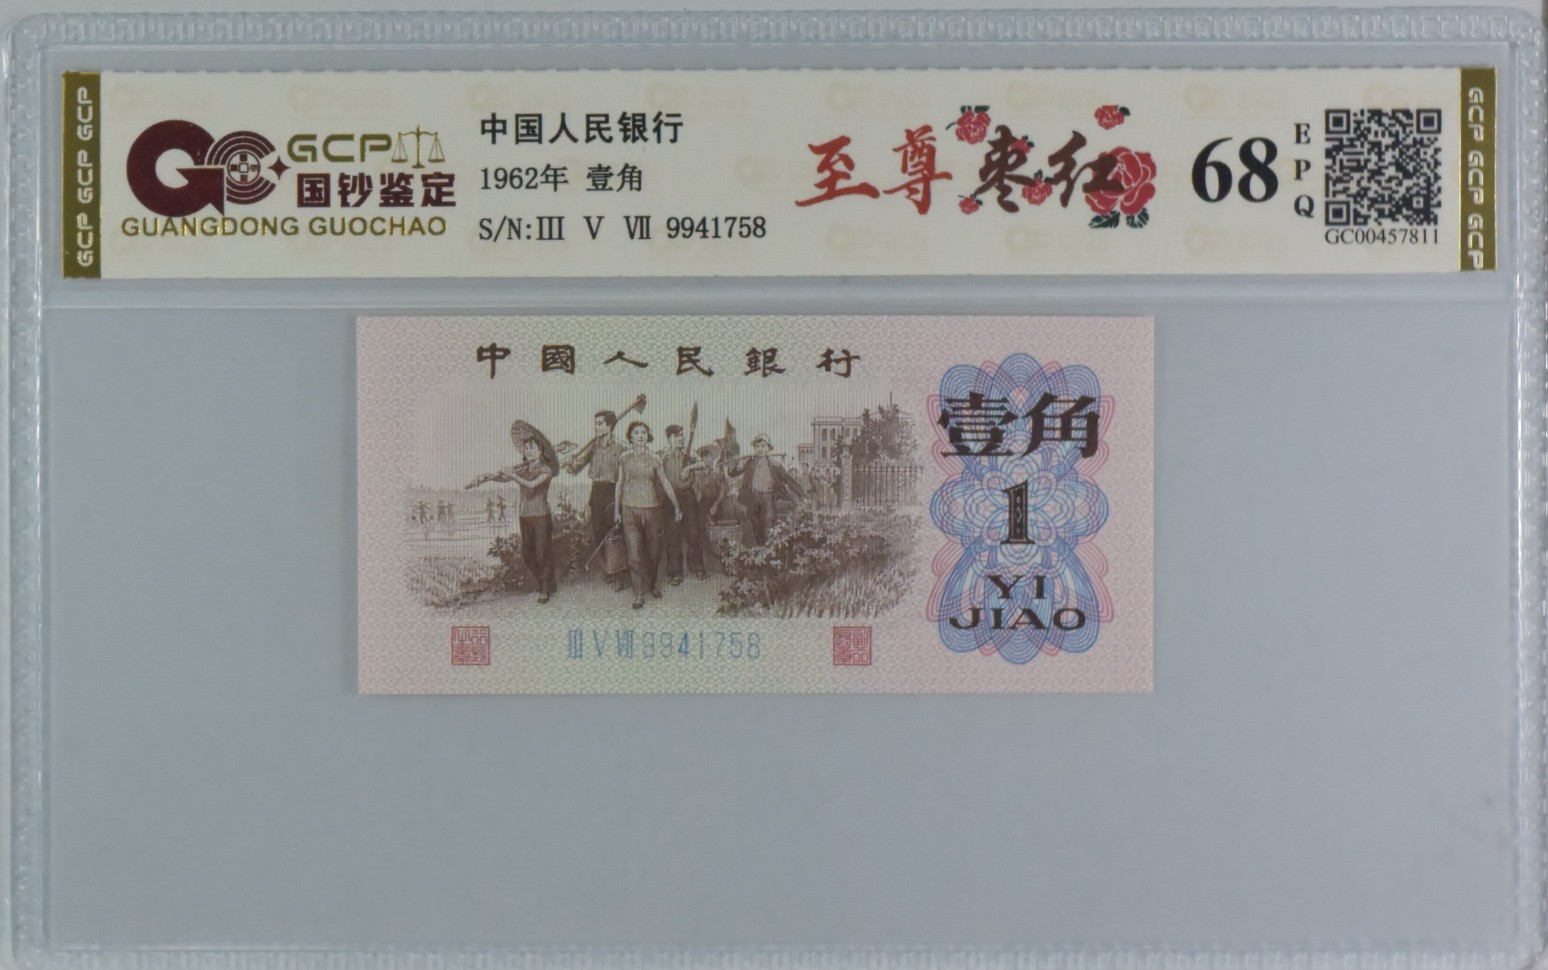 GCP GCP GCP
GCP
国钞鉴定
GUANGDONG GUOCHAO
中国人民银行
1962年 壹角
S/N:III V VII 9941758
至尊枣红
68
EPQ
GC00457811
GCP GCP GCP
中國人民銀行
壹角
1
YI
JIAO
III V VII 9941758